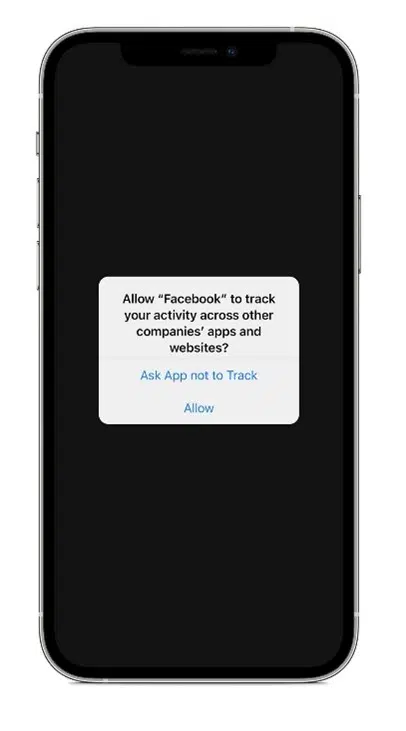 Allow “Facebook” to track
your activity across other
companies’ apps and
websites?
Ask App not to Track
Allow